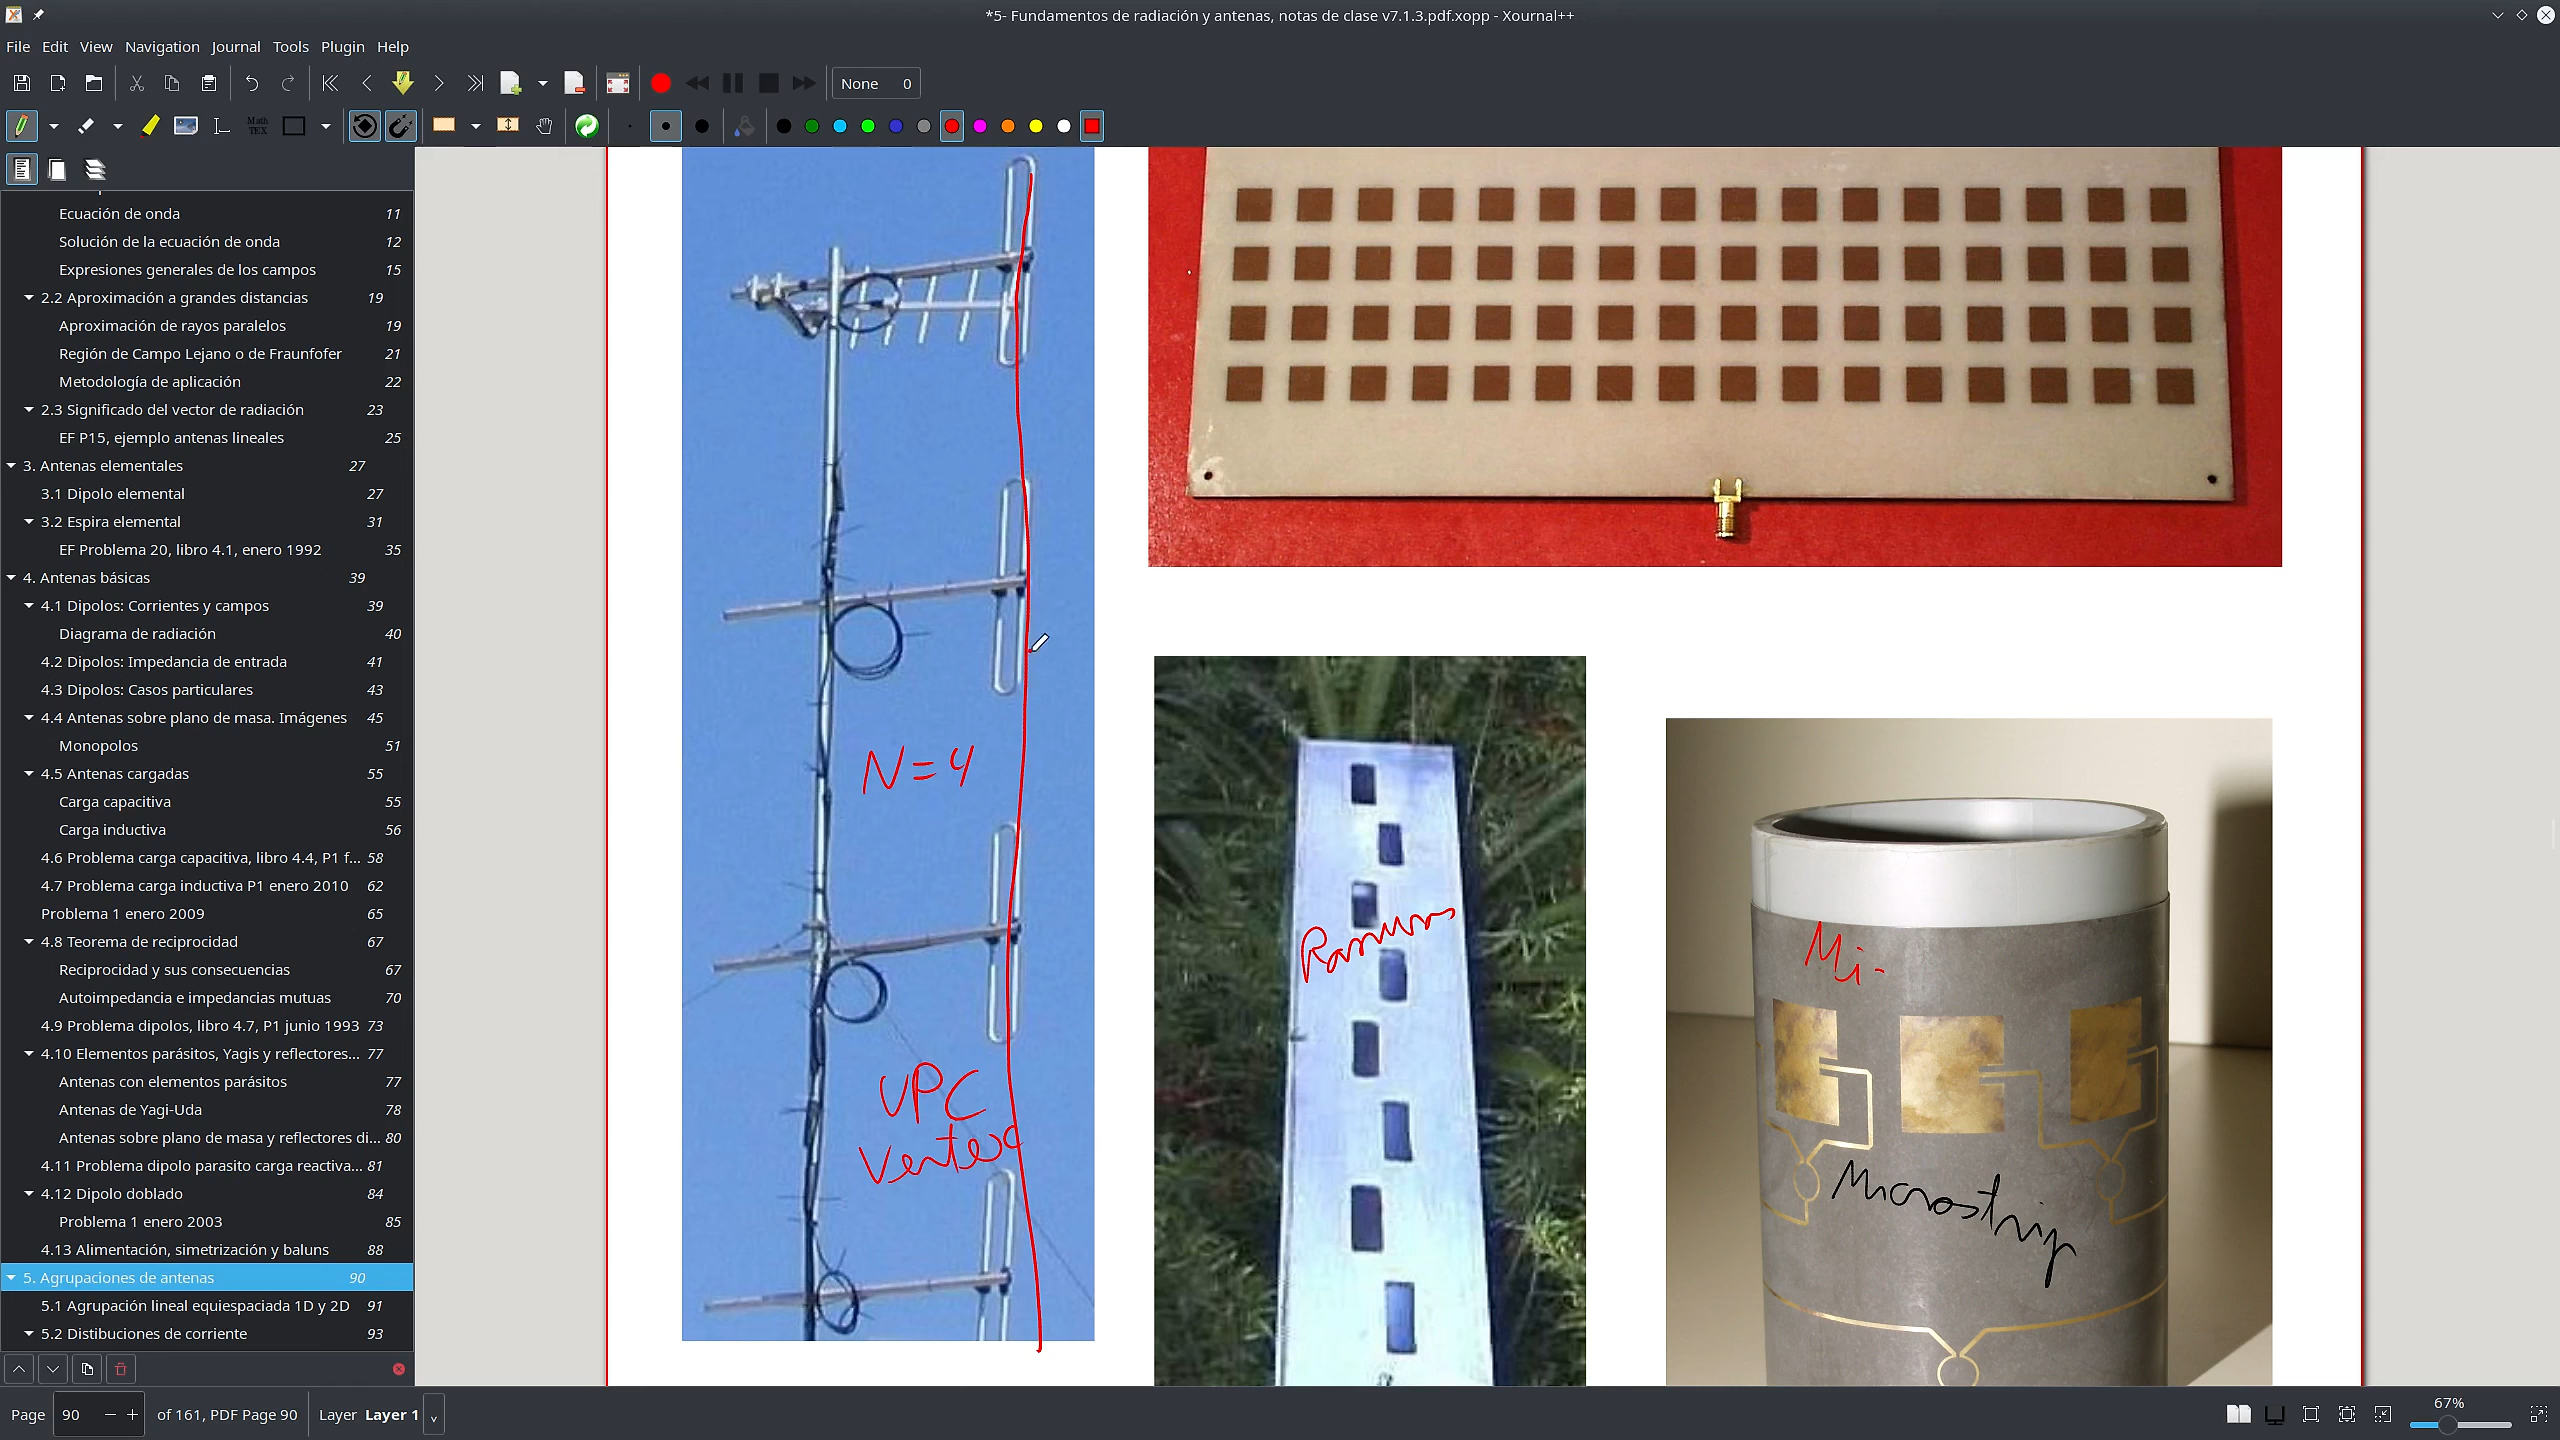 *5- Fundamentos de radiación y antenas, notas de clase v7.1.3.pdf.xopp - Xournal++
File Edit View Navigation Journal Tools Plugin Help
None 0
Math
TEX
Ecuación de onda 11
Solución de la ecuación de onda 12
Expresiones generales de los campos 15
2.2 Aproximación a grandes distancias 19
Aproximación de rayos paralelos 19
Región de Campo Lejano o de Fraunfofer 21
Metodología de aplicación 22
2.3 Significado del vector de radiación 23
EF P15, ejemplo antenas lineales 25
3. Antenas elementales 27
3.1 Dipolo elemental 27
3.2 Espira elemental 31
EF Problema 20, libro 4.1, enero 1992 35
4. Antenas básicas 39
4.1 Dipolos: Corrientes y campos 39
Diagrama de radiación 40
4.2 Dipolos: Impedancia de entrada 41
4.3 Dipolos: Casos particulares 43
4.4 Antenas sobre plano de masa. Imágenes 45
Monopolos 51
4.5 Antenas cargadas 55
Carga capacitiva 55
Carga inductiva 56
4.6 Problema carga capacitiva, libro 4.4, P1 f... 58
4.7 Problema carga inductiva P1 enero 2010 62
Problema 1 enero 2009 65
4.8 Teorema de reciprocidad 67
Reciprocidad y sus consecuencias 67
Autoimpedancia e impedancias mutuas 70
4.9 Problema dipolos, libro 4.7, P1 junio 1993 73
4.10 Elementos parásitos, Yagis y reflectores... 77
Antenas con elementos parásitos 77
Antenas de Yagi-Uda 78
Antenas sobre plano de masa y reflectores di... 80
4.11 Problema dipolo parasito carga reactiva... 81
4.12 Dipolo doblado 84
Problema 1 enero 2003 85
4.13 Alimentación, simetrización y baluns 88
5. Agrupaciones de antenas 90
5.1 Agrupación lineal equiespaciada 1D y 2D 91
5.2 Distibuciones de corriente 93
N=4
UPC
Vertex
Ranuras
Mi-
Microstrip
Page 90 of 161, PDF Page 90 Layer Layer 1
67%